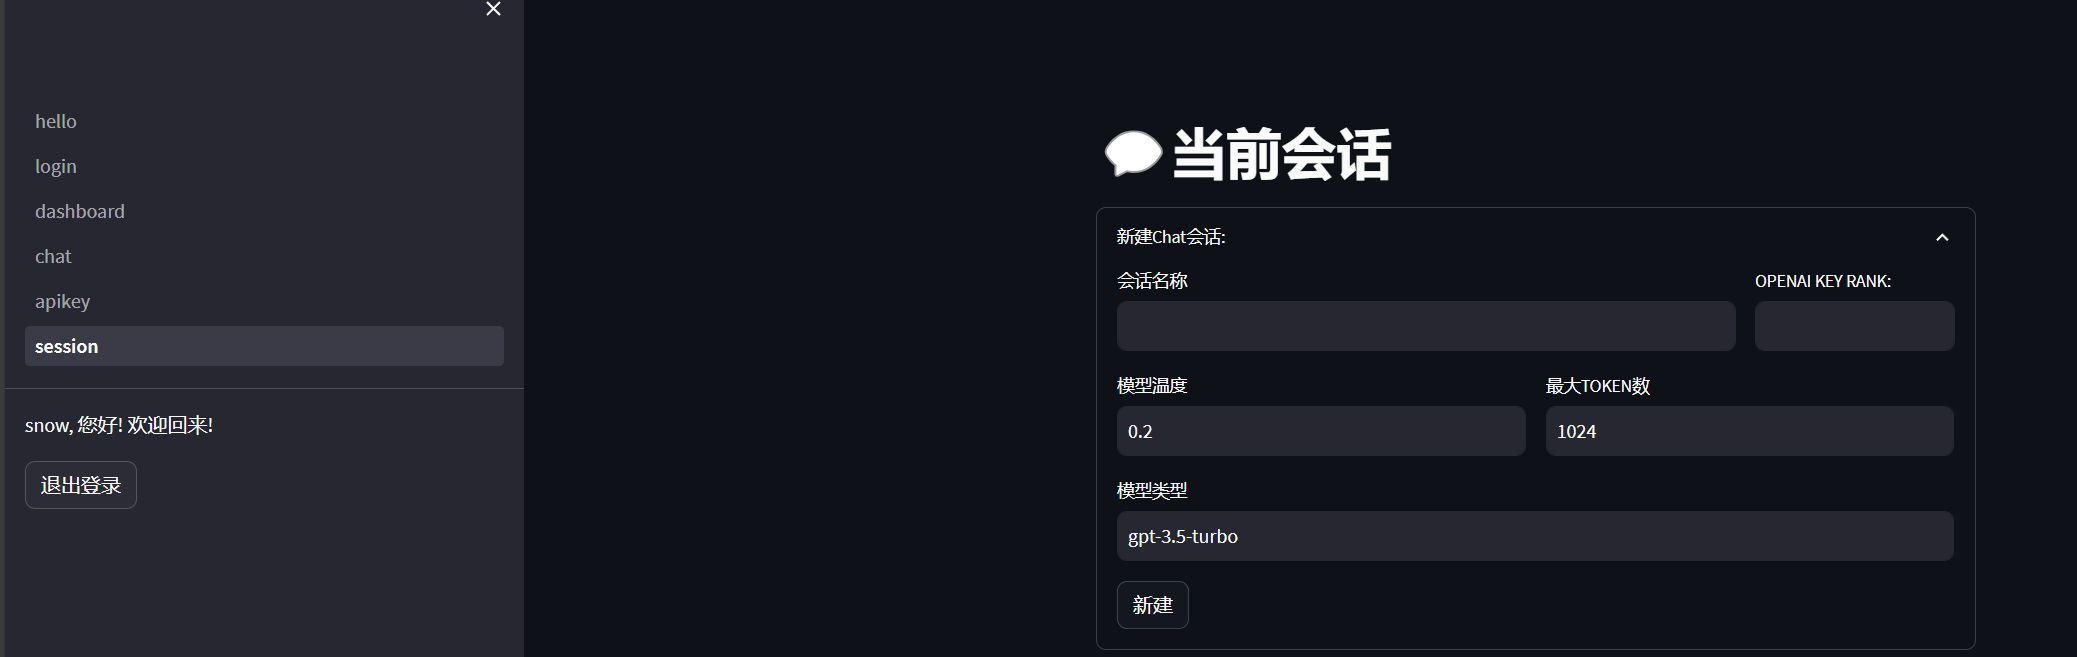 hello
login
dashboard
chat
apikey
session
snow, 您好! 欢迎回来!
退出登录
当前会话
新建Chat会话:
会话名称
OPENAI KEY RANK:
模型温度
最大TOKEN数
0.2
1024
模型类型
gpt-3.5-turbo
新建